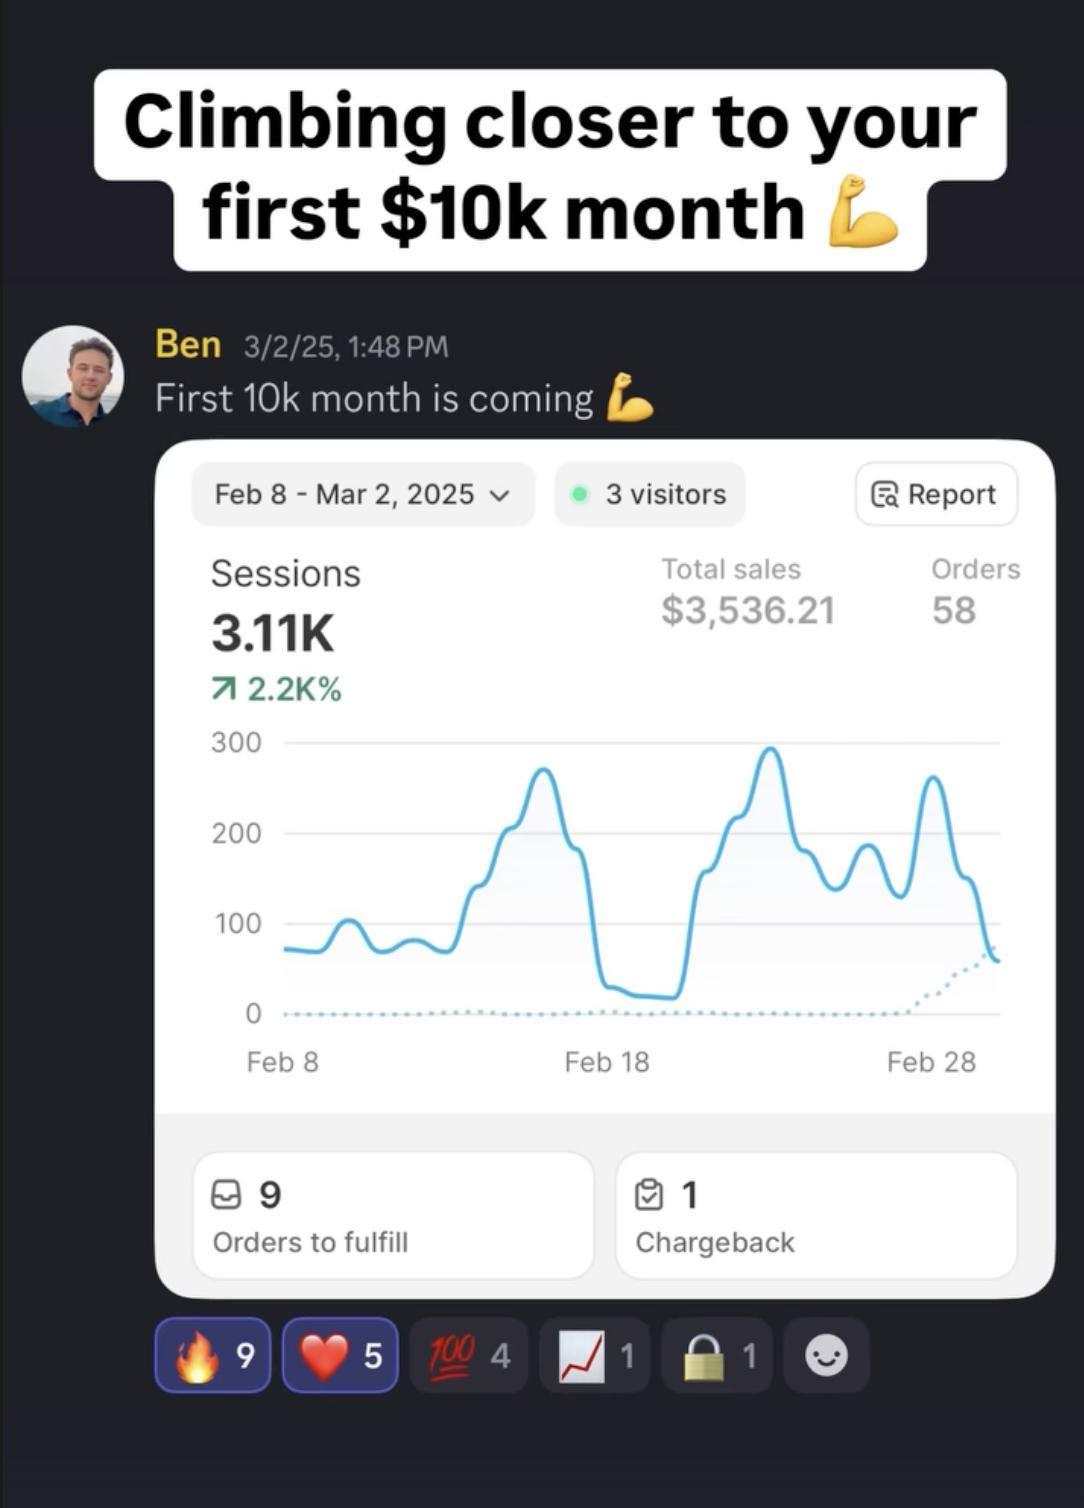 Climbing closer to your
first $10k month 💪
Ben 3/2/25, 1:48 PM
First 10k month is coming 💪
Feb 8 - Mar 2, 2025 3 visitors Report
Sessions Total sales Orders
3.11K $3,536.21 58
2.2K%
300
200
100
0
Feb 8 Feb 18 Feb 28
9 1
Orders to fulfill Chargeback
🔥 9 ❤️ 5 💯 4 📈 1 🔒 1